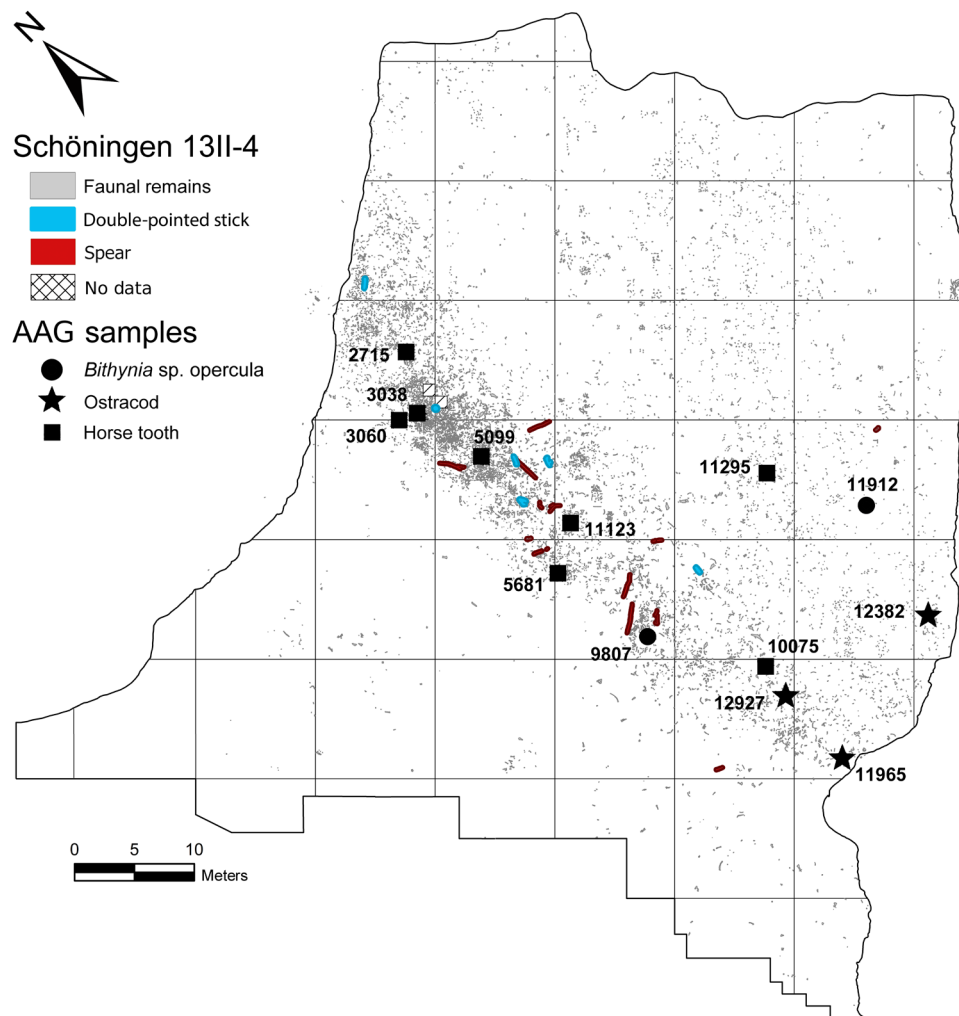 N
Schöningen 13II-4
Faunal remains
Double-pointed stick
Spear
No data
AAG samples
Bithynia sp. opercula
Ostracod
Horse tooth
2715
3038
3060
5099
11295
11912
11123
5681
12382
9807
10075
12927
11965
0 5 10
Meters